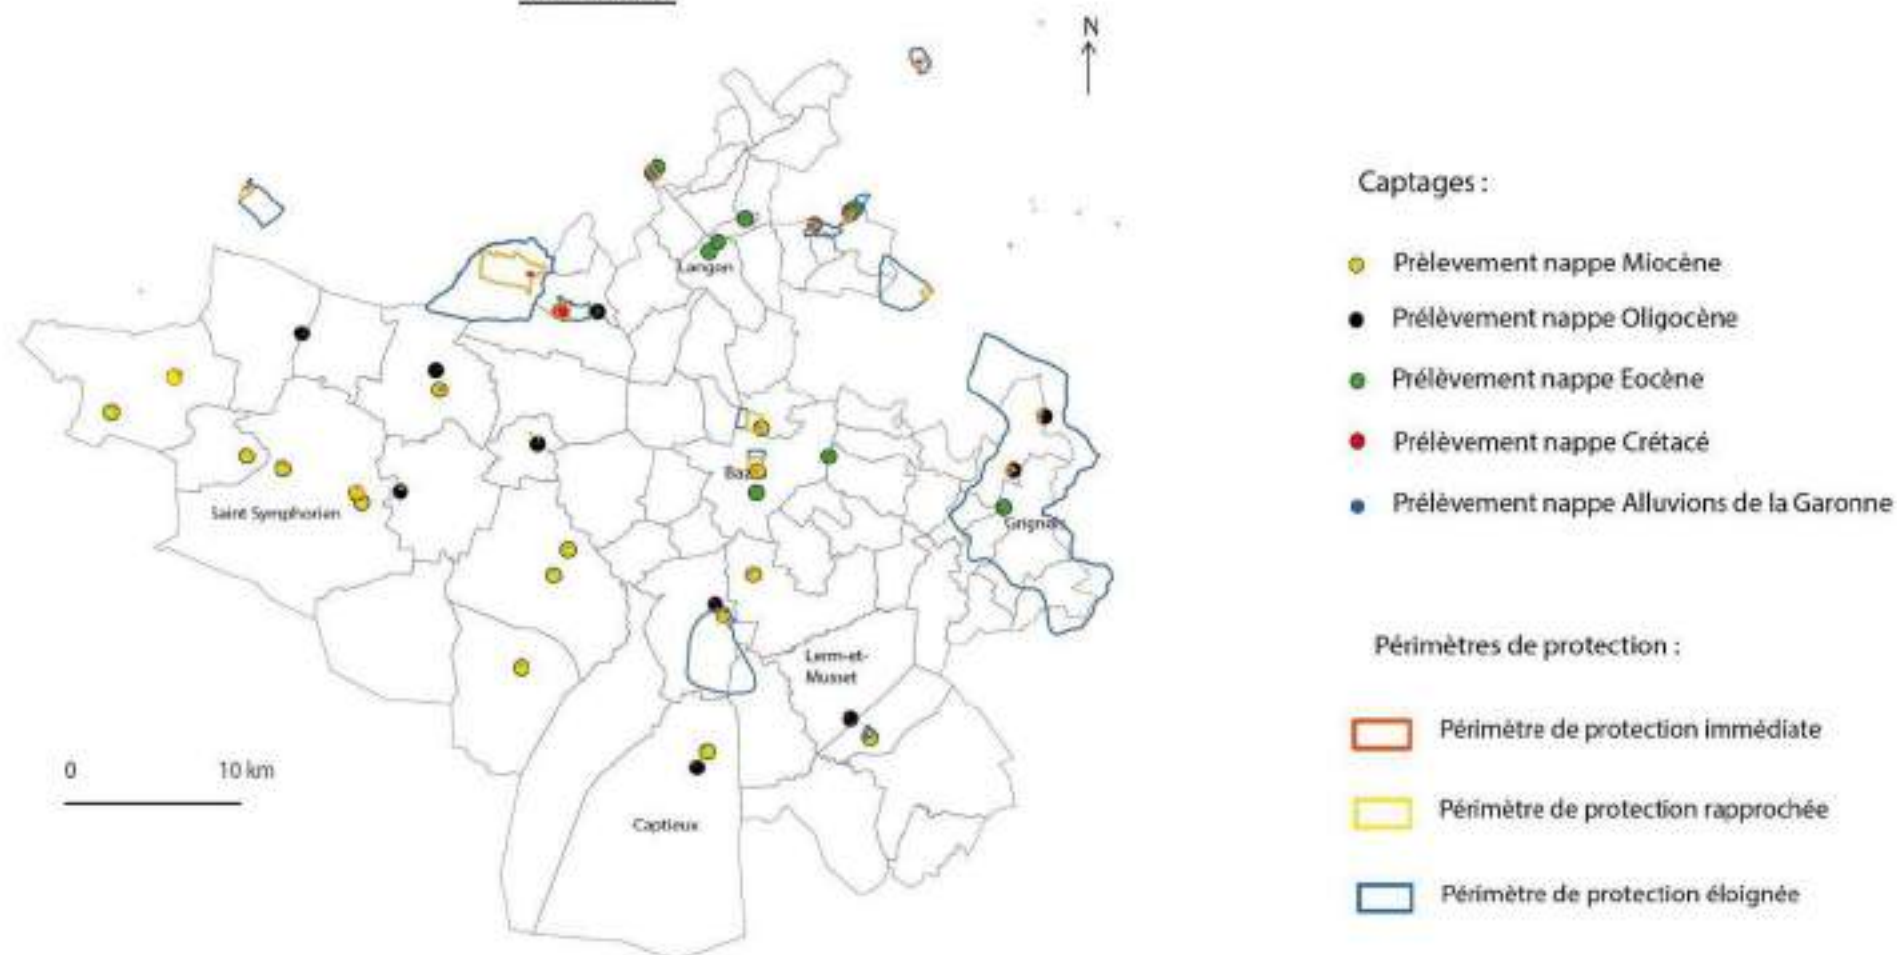 N
Captages :
Prèlevement nappe Miocène
Prélèvement nappe Oligocène
Prélèvement nappe Eocène
Prélèvement nappe Crétacé
Prélèvement nappe Alluvions de la Garonne
Langon
Saint Symphorien
Lerm-et-
Musset
Captieux
0 10 km
Périmètres de protection :
Périmètre de protection immédiate
Périmètre de protection rapprochée
Périmètre de protection éloignée